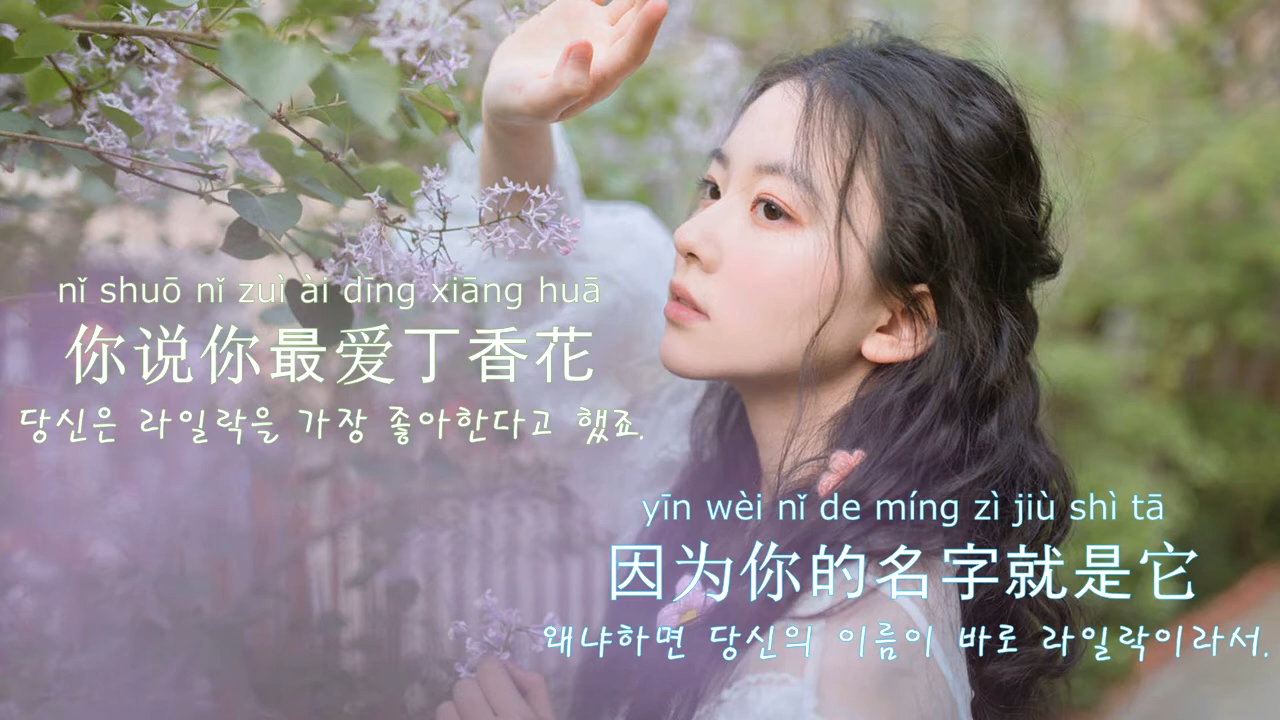 nǐ shuō nǐ zuì ài dīng xiāng huā
你说你最爱丁香花
당신은 라일락을 가장 좋아한다고 했죠.
yīn wèi nǐ de míng zì jiù shì tā
因为你的名字就是它
왜냐하면 당신의 이름이 바로 라일락이라서.